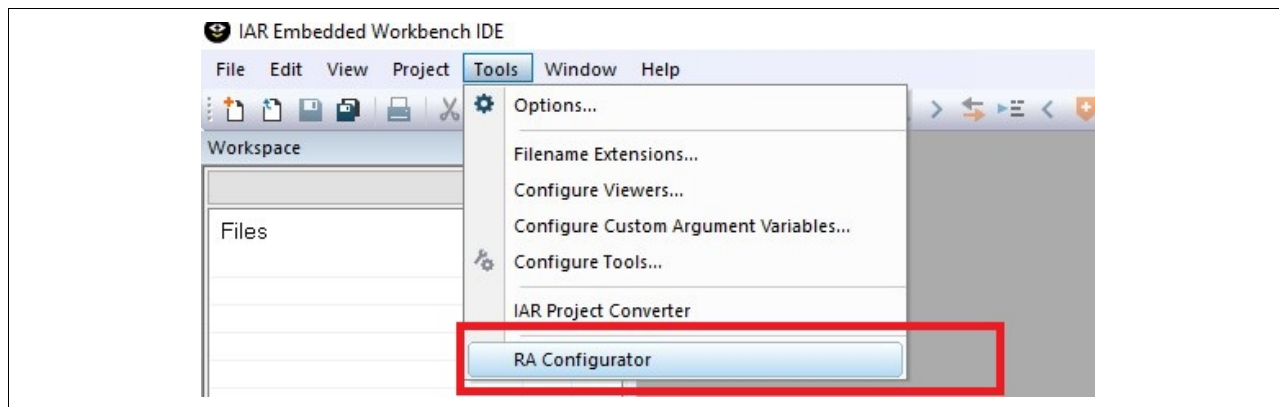 IAR Embedded Workbench IDE
File Edit View Project Tools Window Help
Options...
Workspace
Filename Extensions...
Configure Viewers...
Files
Configure Custom Argument Variables...
Configure Tools...
IAR Project Converter
RA Configurator